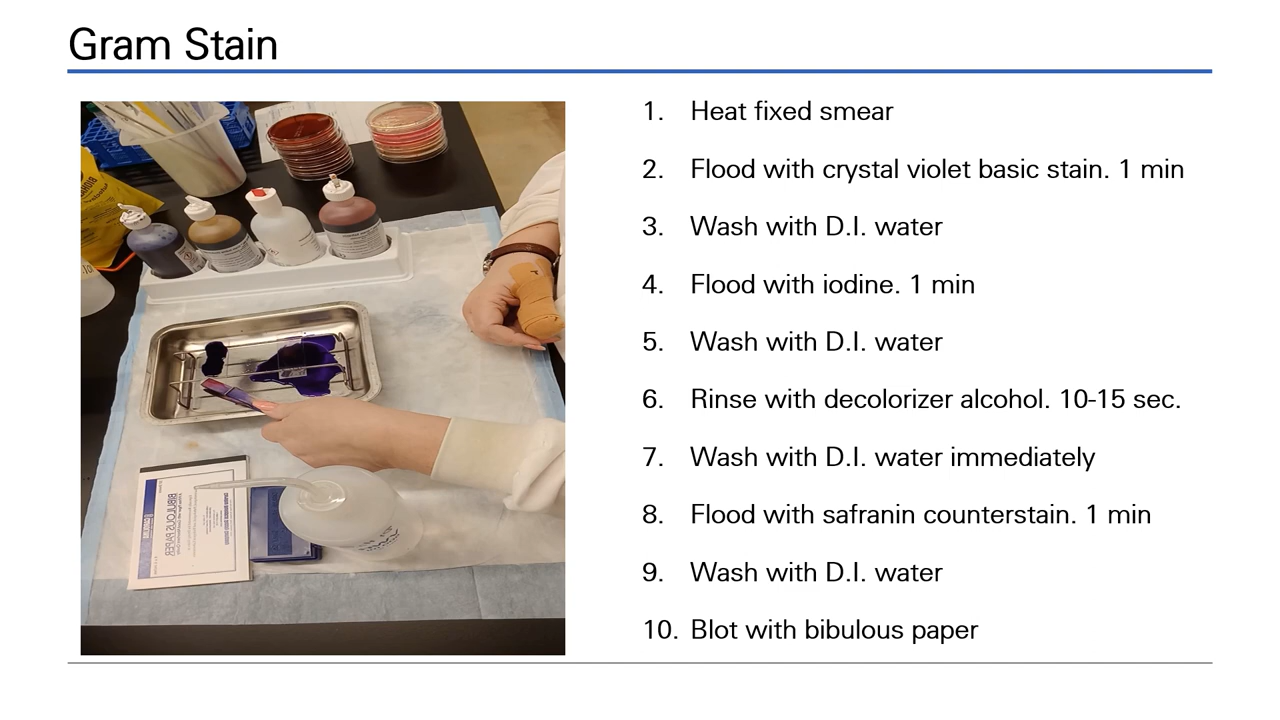 Gram Stain
1. Heat fixed smear
2. Flood with crystal violet basic stain. 1 min
3. Wash with D.I. water
4. Flood with iodine. 1 min
5. Wash with D.I. water
6. Rinse with decolorizer alcohol. 10-15 sec.
7. Wash with D.I. water immediately
8. Flood with safranin counterstain. 1 min
9. Wash with D.I. water
10. Blot with bibulous paper
BIBULOUS PAPER